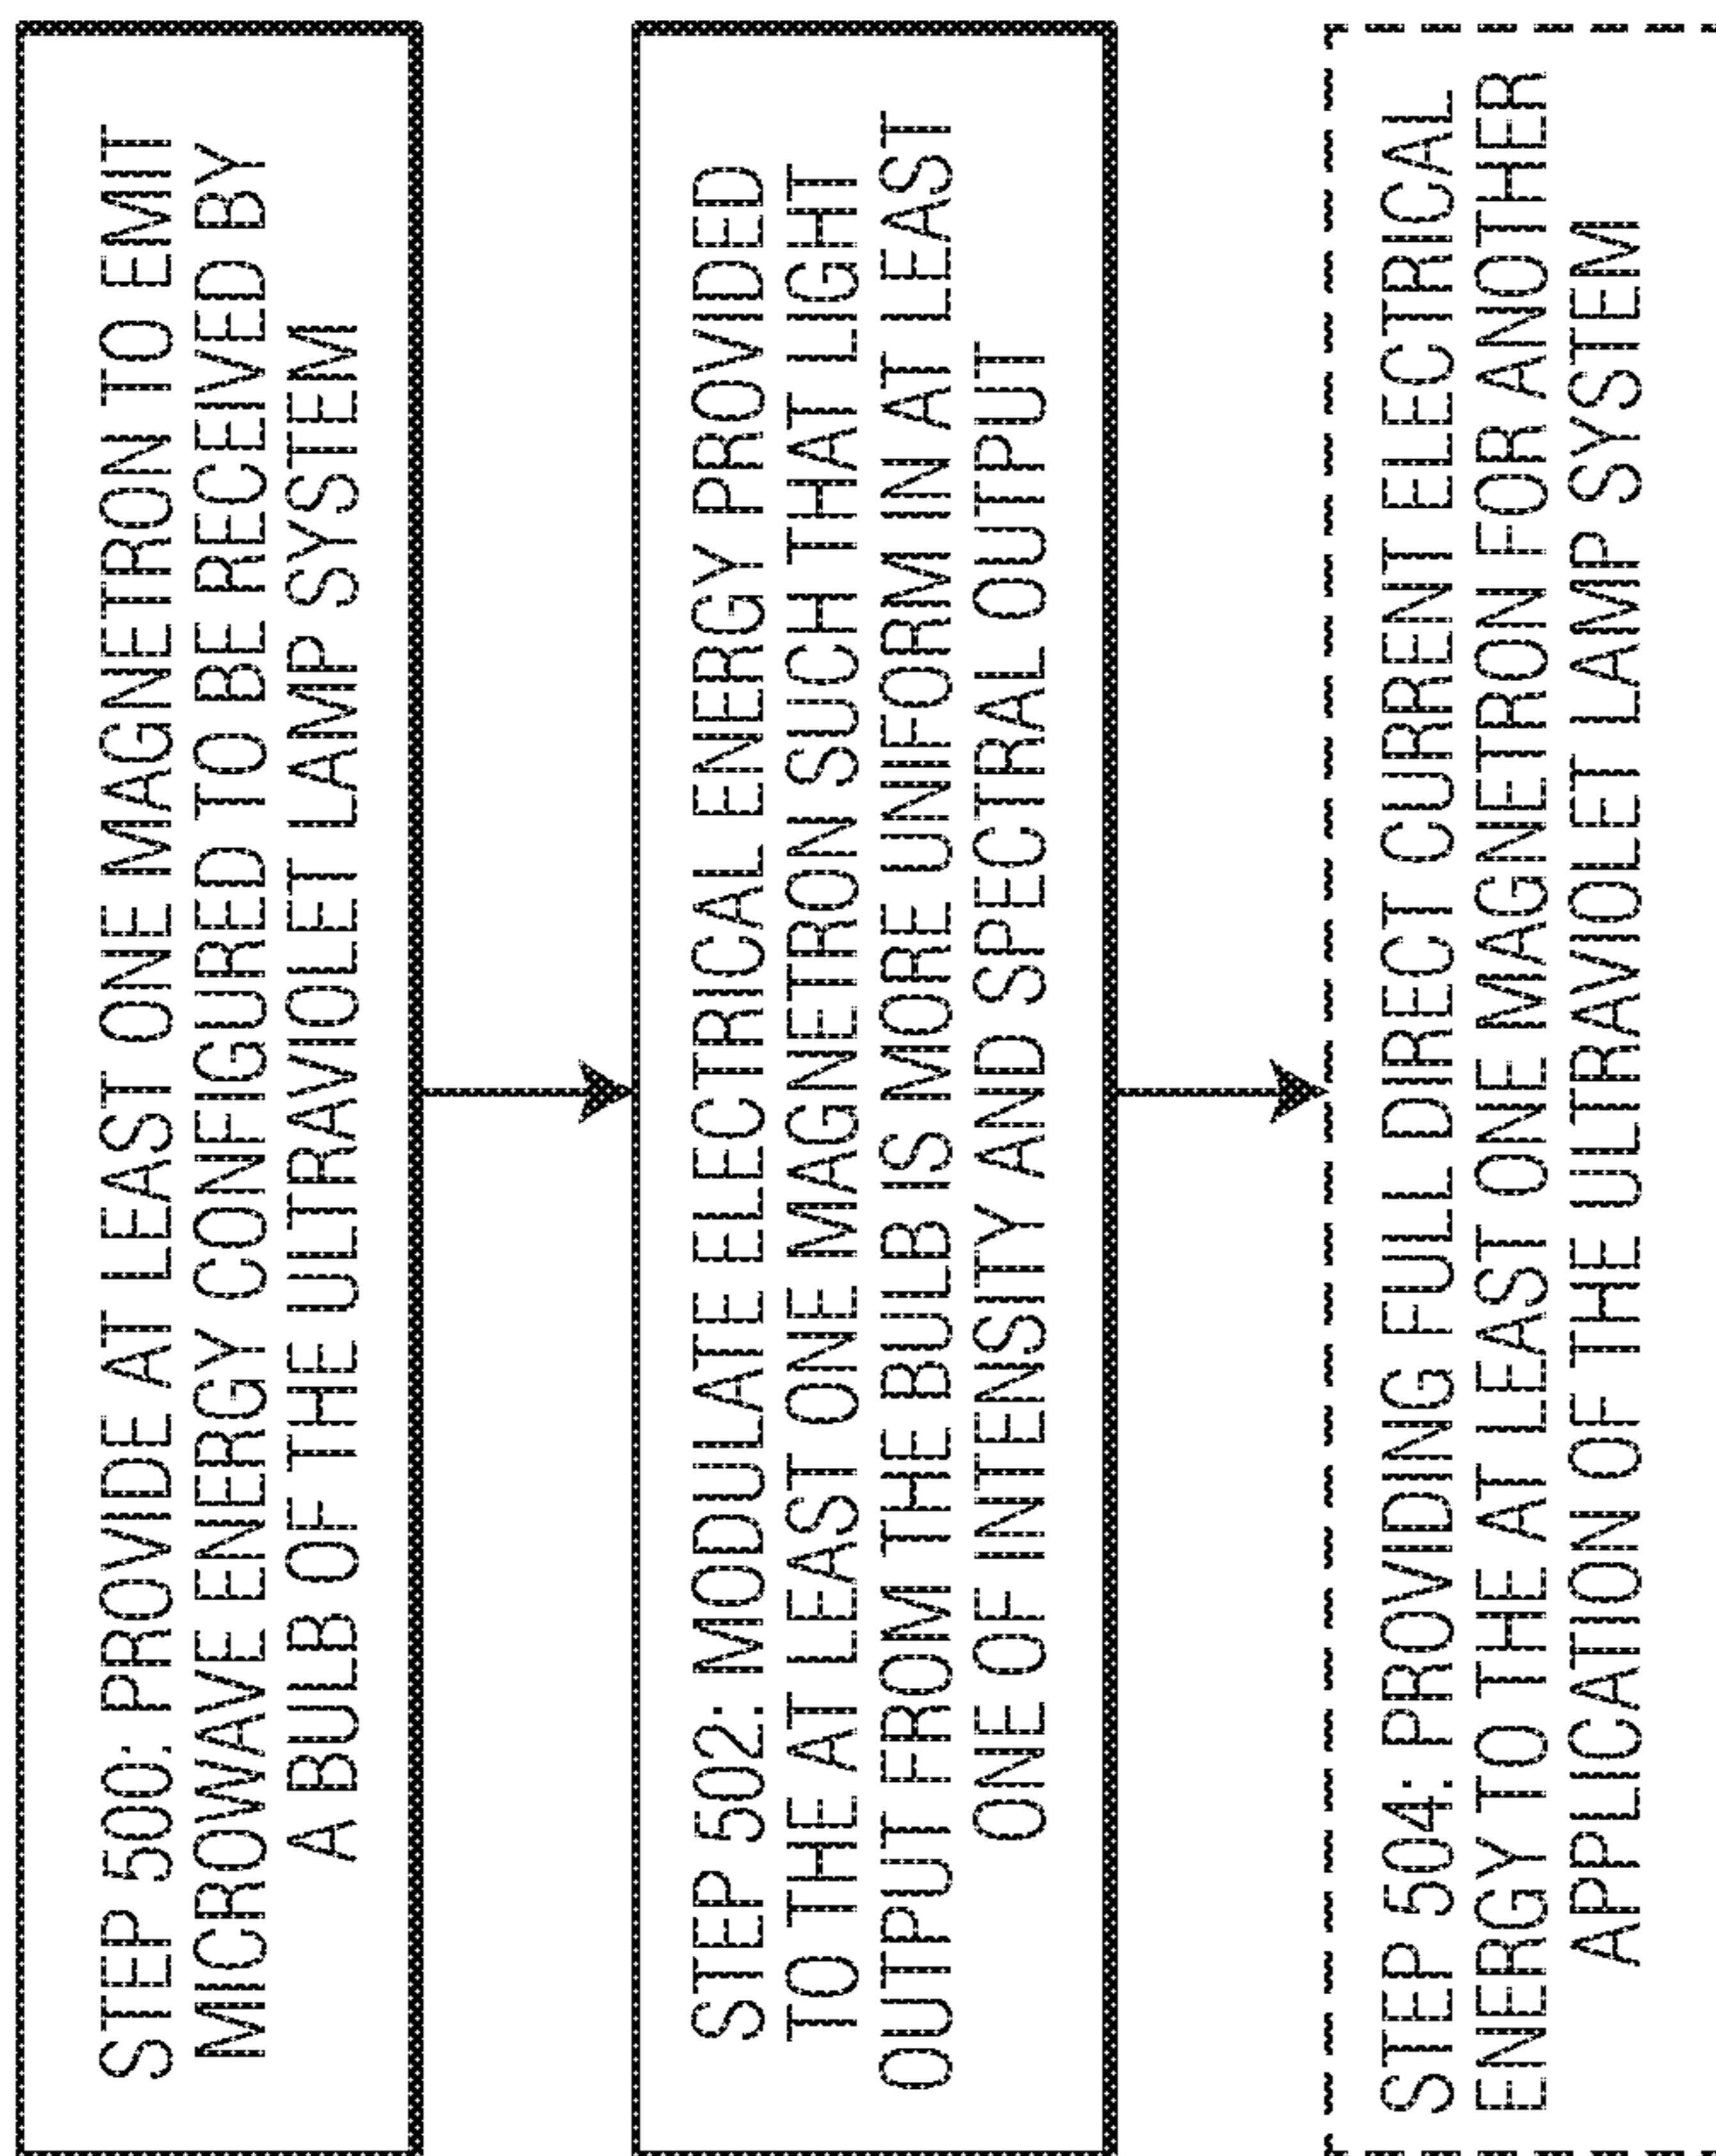 STEP 500: PROVIDE AT LEAST ONE MAGNETRON TO EMIT
MICROWAVE ENERGY CONFIGURED TO BE RECEIVED BY
A BULB OF THE ULTRAVIOLET LAMP SYSTEM
STEP 502: MODULATE ELECTRICAL ENERGY PROVIDED
TO THE AT LEAST ONE MAGNETRON SUCH THAT LIGHT
OUTPUT FROM THE BULB IS MORE UNIFORM IN AT LEAST
ONE OF INTENSITY AND SPECTRAL OUTPUT
STEP 504: PROVIDING FULL DIRECT CURRENT ELECTRICAL
ENERGY TO THE AT LEAST ONE MAGNETRON FOR ANOTHER
APPLICATION OF THE ULTRAVIOLET LAMP SYSTEM